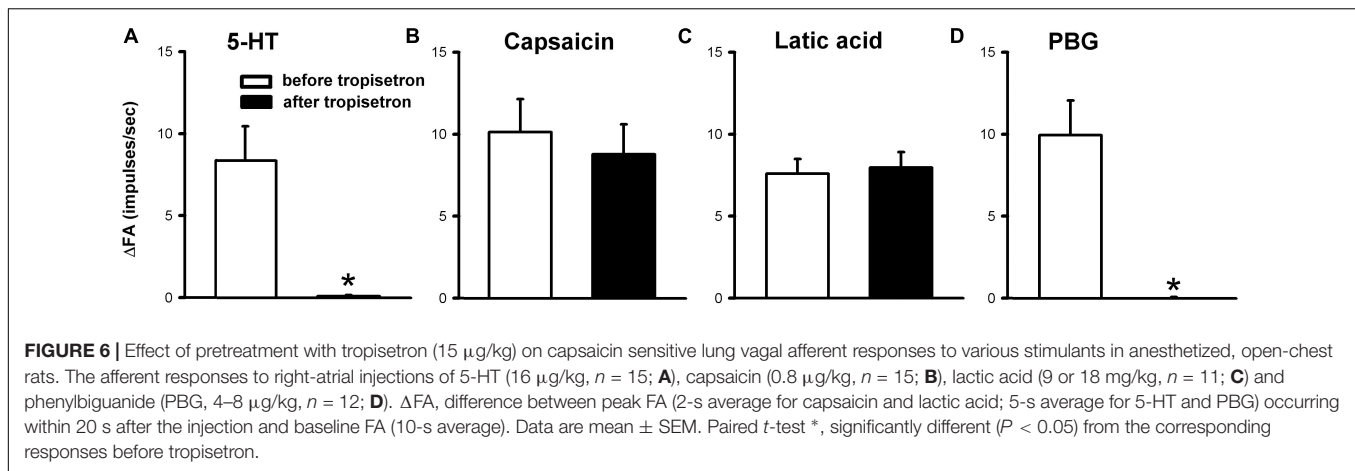 A 5-HT B Capsaicin C Latic acid D PBG
15 15 15 15
before tropisetron
after tropisetron
10 10 10 10
5 5 5 5
0 0 0 0
* *
ΔFA (impulses/sec)
FIGURE 6 | Effect of pretreatment with tropisetron (15 μg/kg) on capsaicin sensitive lung vagal afferent responses to various stimulants in anesthetized, open-chest
rats. The afferent responses to right-atrial injections of 5-HT (16 μg/kg, n = 15; A), capsaicin (0.8 μg/kg, n = 15; B), lactic acid (9 or 18 mg/kg, n = 11; C) and
phenylbiguanide (PBG, 4–8 μg/kg, n = 12; D). ΔFA, difference between peak FA (2-s average for capsaicin and lactic acid; 5-s average for 5-HT and PBG) occurring
within 20 s after the injection and baseline FA (10-s average). Data are mean ± SEM. Paired t-test *, significantly different (P < 0.05) from the corresponding
responses before tropisetron.